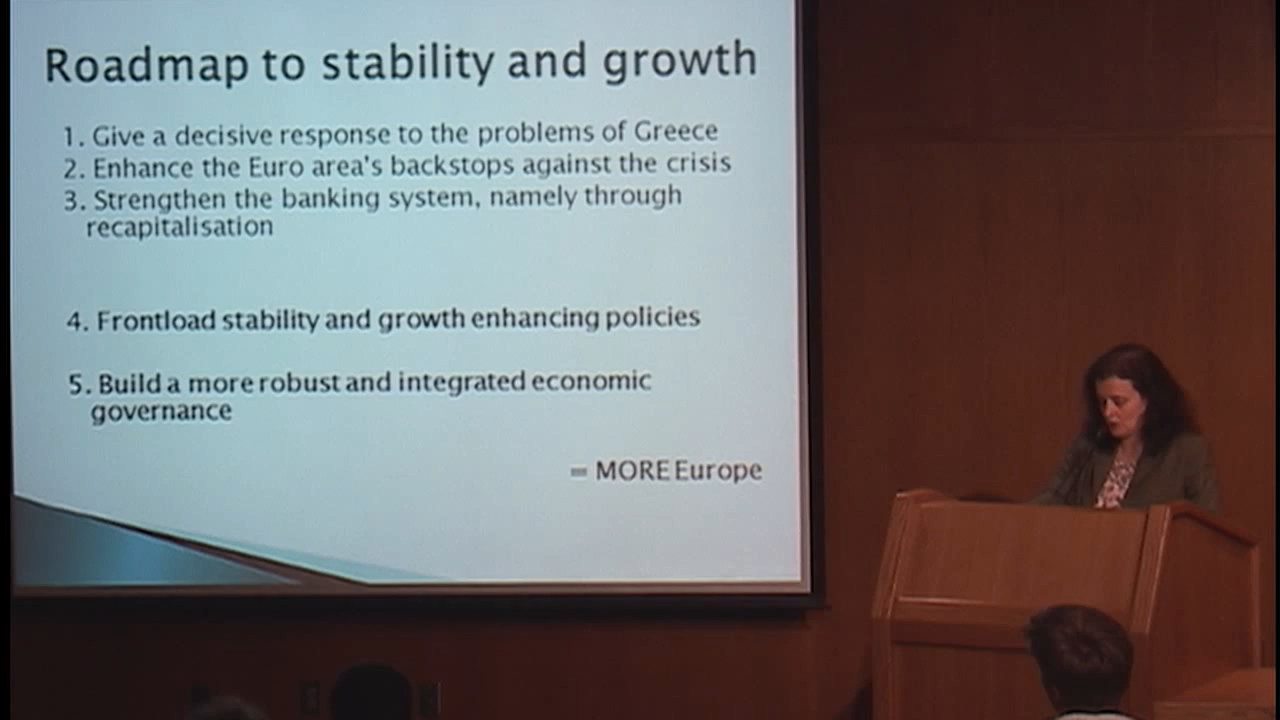 Roadmap to stability and growth
1. Give a decisive response to the problems of Greece
2. Enhance the Euro area's backstops against the crisis
3. Strengthen the banking system, namely through
recapitalisation
4. Frontload stability and growth enhancing policies
5. Build a more robust and integrated economic
governance
= MORE Europe